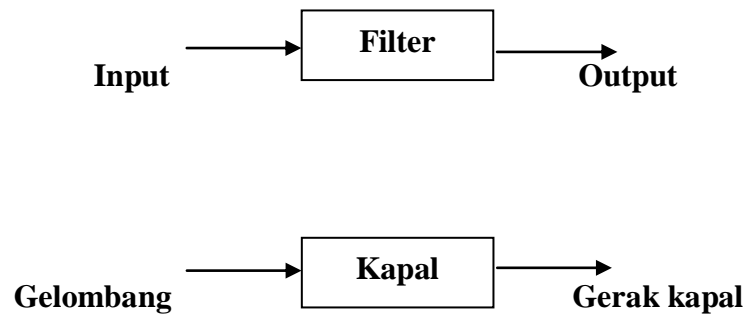 Filter
Input
Output
Kapal
Gelombang
Gerak kapal